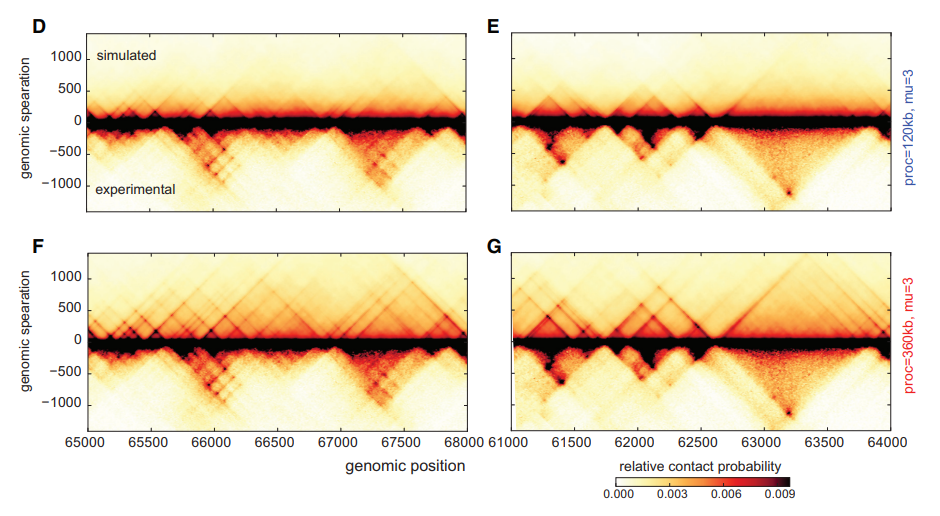 D
E
1000
500
0
−500
−1000
genomic spearation
simulated
experimental
proc=120kb, mu=3
F
G
1000
500
0
−500
−1000
genomic spearation
proc=360kb, mu=3
65000 65500 66000 66500 67000 67500 68000 61000 61500 62000 62500 63000 63500 64000
genomic position
relative contact probability
0.000 0.003 0.006 0.009